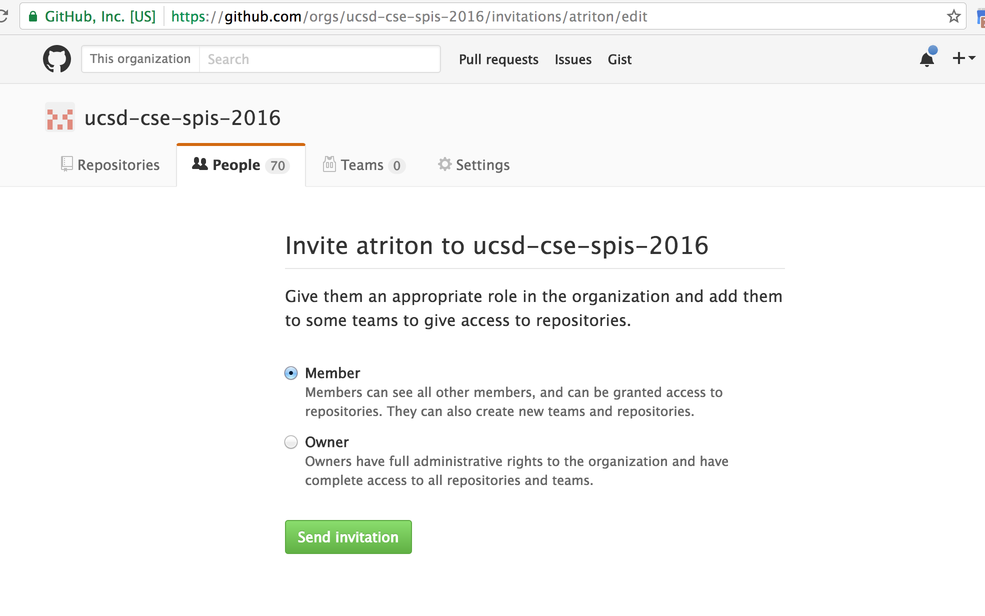 GitHub, Inc. [US] https://github.com/orgs/ucsd-cse-spis-2016/invitations/atriton/edit
This organization Search Pull requests Issues Gist
ucsd-cse-spis-2016
Repositories People 70 Teams 0 Settings
Invite atriton to ucsd-cse-spis-2016
Give them an appropriate role in the organization and add them
to some teams to give access to repositories.
Member
Members can see all other members, and can be granted access to
repositories. They can also create new teams and repositories.
Owner
Owners have full administrative rights to the organization and have
complete access to all repositories and teams.
Send invitation